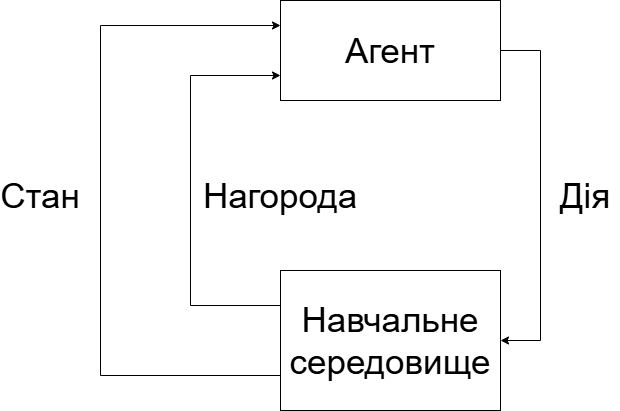 Агент
Стан
Нагорода
Дія
Навчальне
середовище